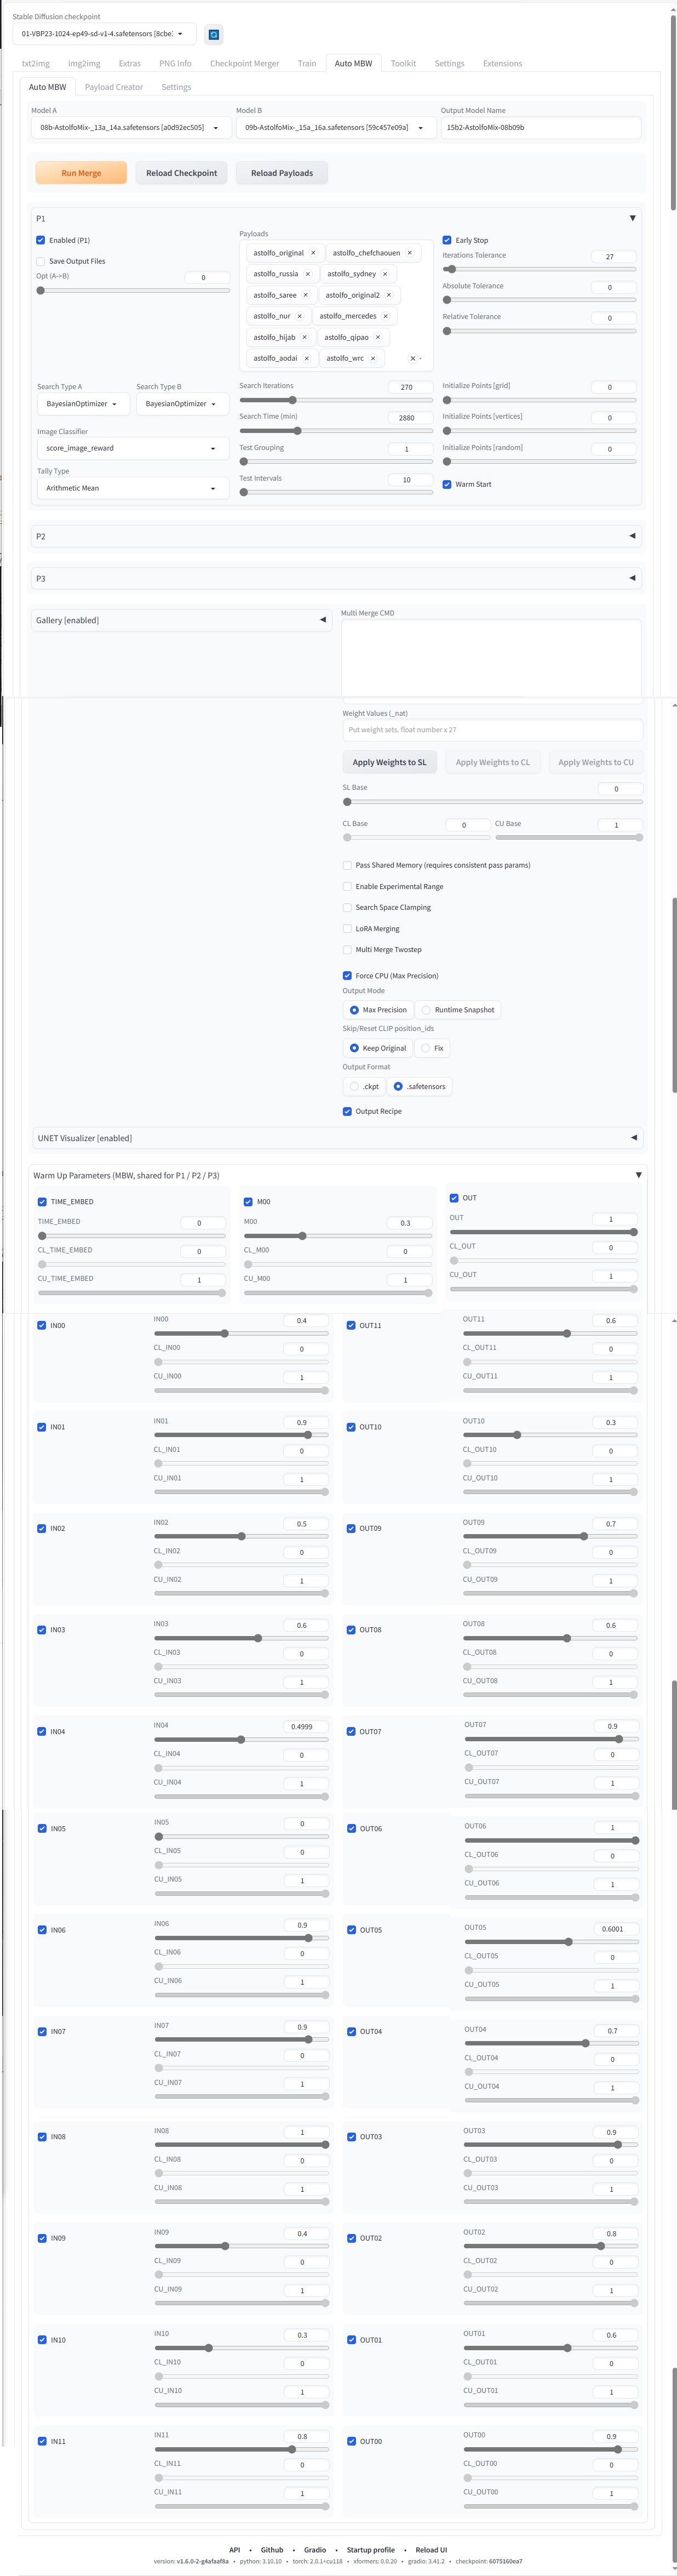 Stable Diffusion checkpoint
01-VBP23-1024-ep49-sd-v1-4.safetensors [8cbe:
txt2img img2img Extras PNG Info Checkpoint Merger Train Auto MBW Toolkit Settings Extensions
Auto MBW Payload Creator Settings
Model A Model B Output Model Name
08b-AstolfoMix-_13a_14a.safetensors [a0d92ec505] 09b-AstolfoMix-_15a_16a.safetensors [59c457e09a] 15b2-AstolfoMix-08b09b
Run Merge Reload Checkpoint Reload Payloads
P1
Enabled (P1)
Save Output Files
Opt (A->B) 0
Payloads
astolfo_original × astolfo_chefchaouen ×
astolfo_russia × astolfo_sydney ×
astolfo_saree × astolfo_original2 ×
astolfo_nur × astolfo_mercedes ×
astolfo_hijab × astolfo_qipao ×
astolfo_aodai × astolfo_wrc × ×
Early Stop
Iterations Tolerance 27
Absolute Tolerance 0
Relative Tolerance 0
Search Type A Search Type B
BayesianOptimizer BayesianOptimizer
Image Classifier
score_image_reward
Tally Type
Arithmetic Mean
Search Iterations 270
Search Time (min) 2880
Test Grouping 1
Test Intervals 10
Initialize Points [grid] 0
Initialize Points [vertices] 0
Initialize Points [random] 0
Warm Start
P2
P3
Gallery [enabled]
Multi Merge CMD
Weight Values (_nat)
Put weight sets. float number x 27
Apply Weights to SL Apply Weights to CL Apply Weights to CU
SL Base 0
CL Base 0 CU Base 1
Pass Shared Memory (requires consistent pass params)
Enable Experimental Range
Search Space Clamping
LoRA Merging
Multi Merge Twostep
Force CPU (Max Precision)
Output Mode
Max Precision Runtime Snapshot
Skip/Reset CLIP position_ids
Keep Original Fix
Output Format
.ckpt .safetensors
Output Recipe
UNET Visualizer [enabled]
Warm Up Parameters (MBW, shared for P1 / P2 / P3)
TIME_EMBED M00 OUT
TIME_EMBED 0 M00 0.3 OUT 1
CL_TIME_EMBED 0 CL_M00 0 CL_OUT 0
CU_TIME_EMBED 1 CU_M00 1 CU_OUT 1
IN00 IN00 0.4 OUT11 OUT11 0.6
CL_IN00 0 CL_OUT11 0
CU_IN00 1 CU_OUT11 1
IN01 IN01 0.9 OUT10 OUT10 0.3
CL_IN01 0 CL_OUT10 0
CU_IN01 1 CU_OUT10 1
IN02 IN02 0.5 OUT09 OUT09 0.7
CL_IN02 0 CL_OUT09 0
CU_IN02 1 CU_OUT09 1
IN03 IN03 0.6 OUT08 OUT08 0.6
CL_IN03 0 CL_OUT08 0
CU_IN03 1 CU_OUT08 1
IN04 IN04 0.4999 OUT07 OUT07 0.9
CL_IN04 0 CL_OUT07 0
CU_IN04 1 CU_OUT07 1
IN05 IN05 0 OUT06 OUT06 1
CL_IN05 0 CL_OUT06 0
CU_IN05 1 CU_OUT06 1
IN06 IN06 0.9 OUT05 OUT05 0.6001
CL_IN06 0 CL_OUT05 0
CU_IN06 1 CU_OUT05 1
IN07 IN07 0.9 OUT04 OUT04 0.7
CL_IN07 0 CL_OUT04 0
CU_IN07 1 CU_OUT04 1
IN08 IN08 1 OUT03 OUT03 0.9
CL_IN08 0 CL_OUT03 0
CU_IN08 1 CU_OUT03 1
IN09 IN09 0.4 OUT02 OUT02 0.8
CL_IN09 0 CL_OUT02 0
CU_IN09 1 CU_OUT02 1
IN10 IN10 0.3 OUT01 OUT01 0.6
CL_IN10 0 CL_OUT01 0
CU_IN10 1 CU_OUT01 1
IN11 IN11 0.8 OUT00 OUT00 0.9
CL_IN11 0 CL_OUT00 0
CU_IN11 1 CU_OUT00 1
API • Github • Gradio • Startup profile • Reload UI
version: v1.6.0-2-g4afaaf8a • python: 3.10.10 • torch: 2.0.1+cu118 • xformers: 0.0.20 • gradio: 3.41.2 • checkpoint: 6075160ea7